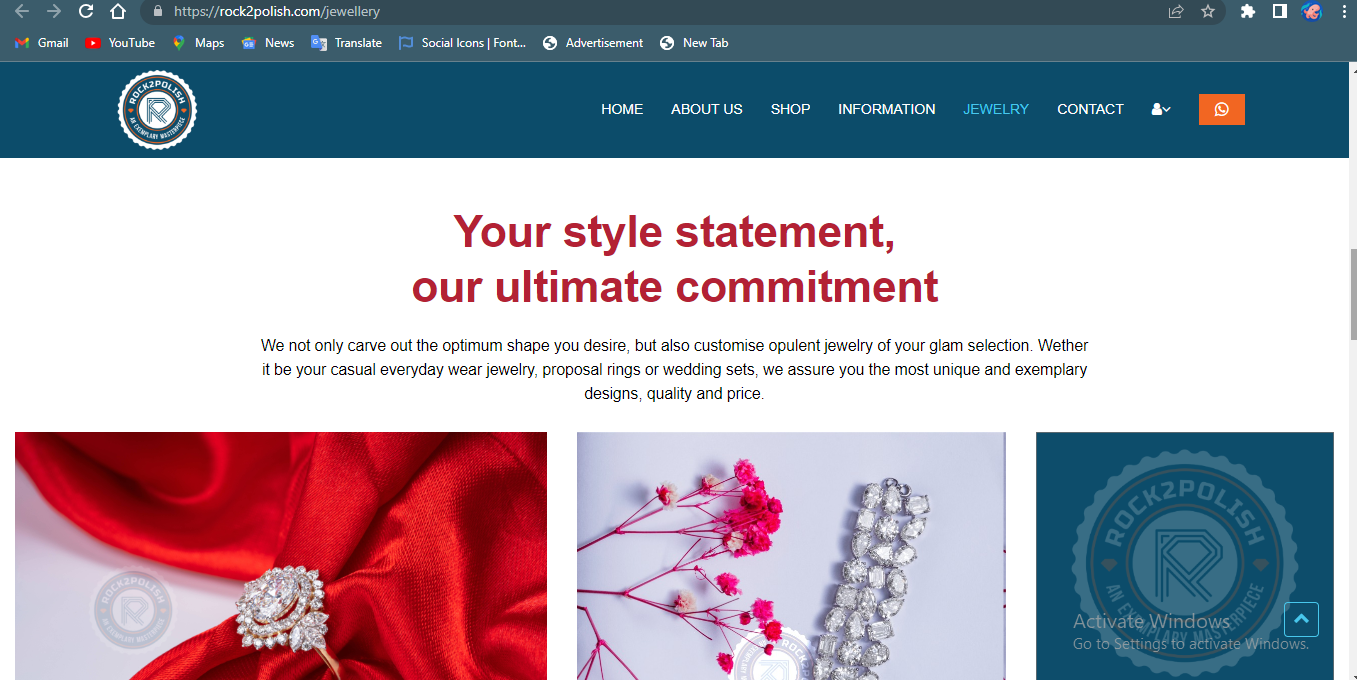 https://rock2polish.com/jewellery
Gmail YouTube Maps News Translate Social Icons | Font... Advertisement New Tab
ROCK2POLISH
AN EXEMPLARY MASTERPIECE
HOME ABOUT US SHOP INFORMATION JEWELRY CONTACT
Your style statement,
our ultimate commitment
We not only carve out the optimum shape you desire, but also customise opulent jewelry of your glam selection. Wether
it be your casual everyday wear jewelry, proposal rings or wedding sets, we assure you the most unique and exemplary
designs, quality and price.
ROCK2POLISH
AN EXEMPLARY MASTERPIECE
ROCK2POLISH
AN EXEMPLARY MASTERPIECE
Activate Windows
Go to Settings to activate Windows.